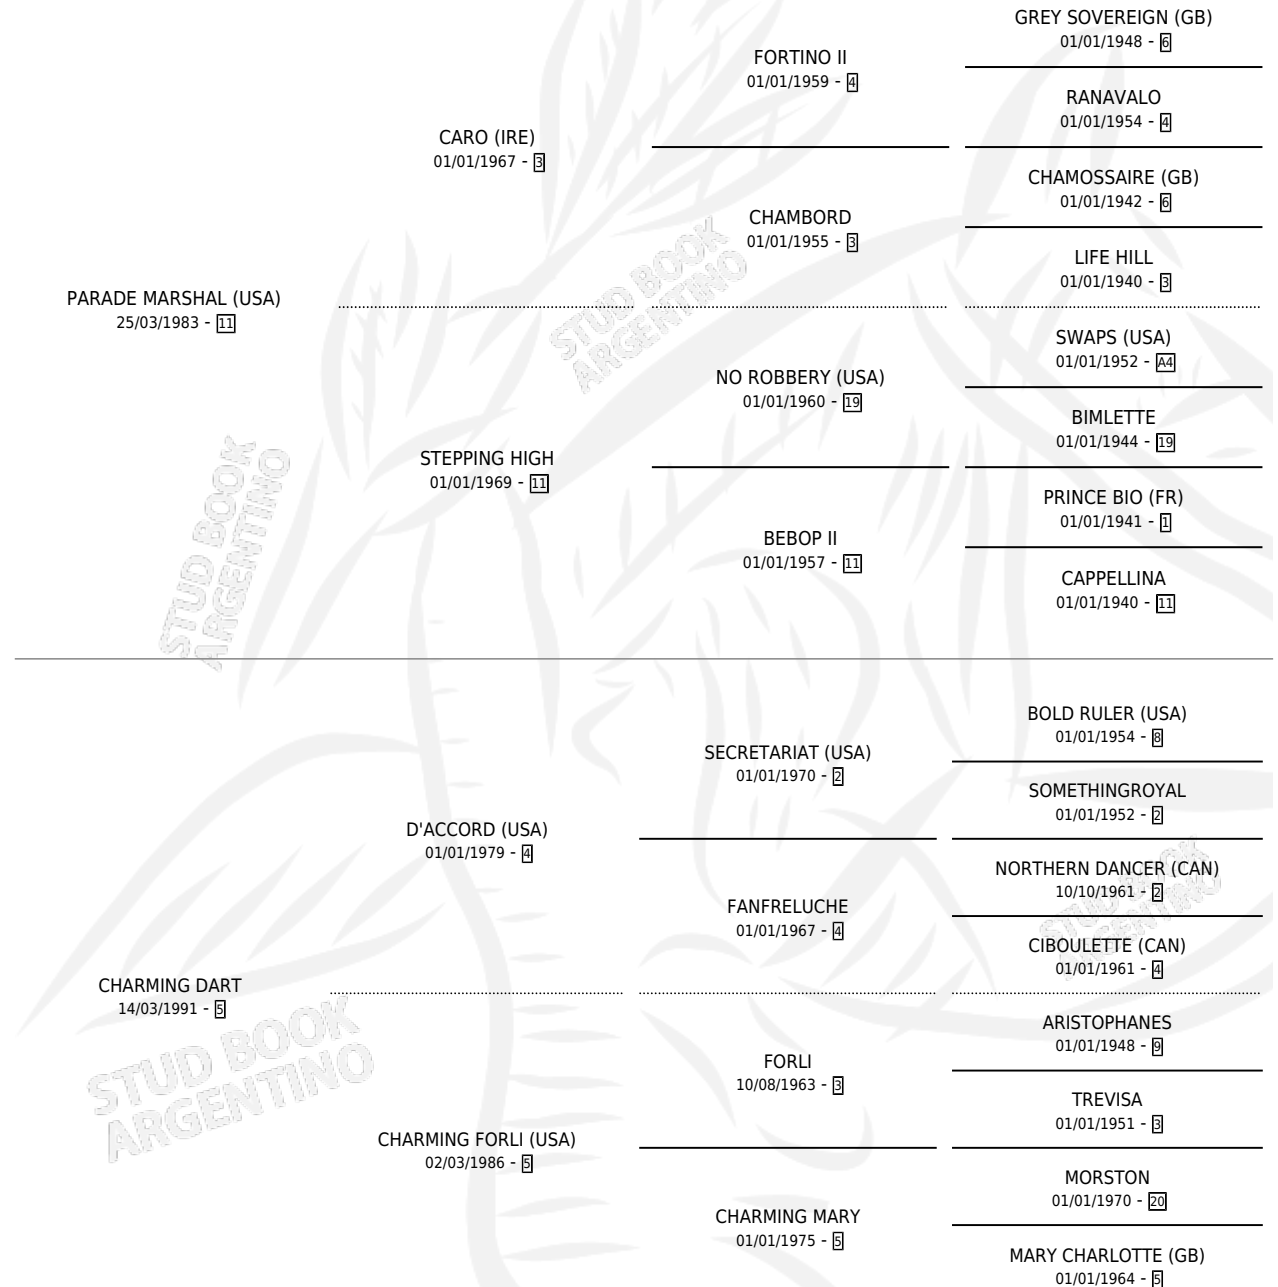 GREY SOVEREIGN (GB)
01/01/1948 - 6
FORTINO II
01/01/1959 - 4
RANAVALO
01/01/1954 - 4
CARO (IRE)
01/01/1967 - 3
CHAMOSSAIRE (GB)
01/01/1942 - 6
CHAMBORD
01/01/1955 - 3
LIFE HILL
01/01/1940 - 3
PARADE MARSHAL (USA)
25/03/1983 - 11
SWAPS (USA)
01/01/1952 - A4
NO ROBBERY (USA)
01/01/1960 - 19
BIMLETTE
01/01/1944 - 19
STEPPING HIGH
01/01/1969 - 11
PRINCE BIO (FR)
01/01/1941 - 1
BEBOP II
01/01/1957 - 11
CAPPELLINA
01/01/1940 - 11
BOLD RULER (USA)
01/01/1954 - 8
SECRETARIAT (USA)
01/01/1970 - 2
SOMETHINGROYAL
01/01/1952 - 2
D'ACCORD (USA)
01/01/1979 - 4
NORTHERN DANCER (CAN)
10/10/1961 - 2
FANFRELUCHE
01/01/1967 - 4
CIBOULETTE (CAN)
01/01/1961 - 4
CHARMING DART
14/03/1991 - 5
ARISTOPHANES
01/01/1948 - 9
FORLI
10/08/1963 - 3
TREVISA
01/01/1951 - 3
CHARMING FORLI (USA)
02/03/1986 - 5
MORSTON
01/01/1970 - 20
CHARMING MARY
01/01/1975 - 5
MARY CHARLOTTE (GB)
01/01/1964 - 5
STUD BOOK
ARGENTINO
STUD BOOK
ARGENTINO
STUD BOOK
ARGENTINO
STUD BOOK
ARGENTINO